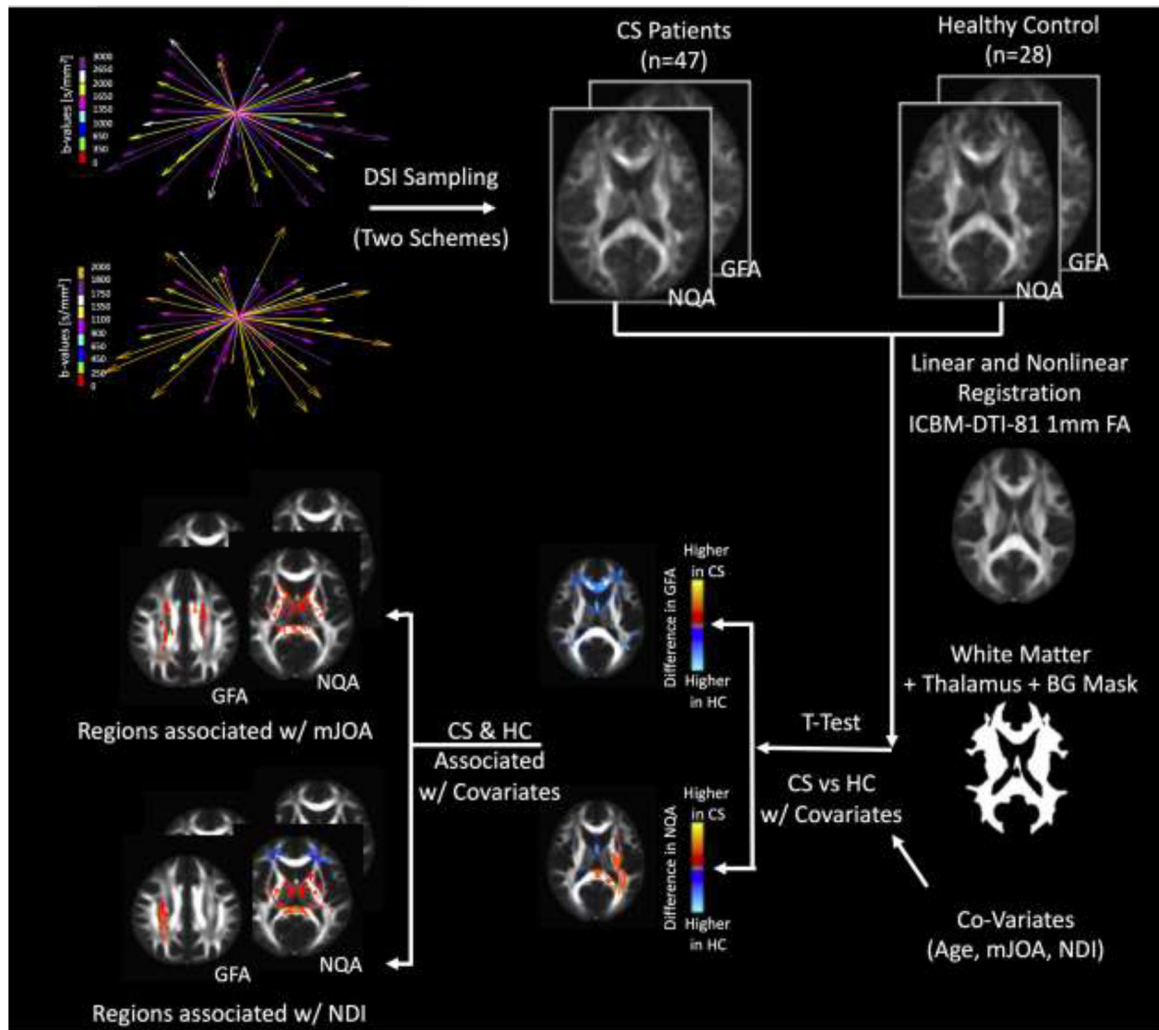 b-values [s/mm²]
3000
2650
2000
1650
1350
1000
650
350
0
b-values [s/mm²]
2000
1800
1750
1350
1100
900
650
450
250
0
DSI Sampling
(Two Schemes)
CS Patients
(n=47)
GFA
NQA
Healthy Control
(n=28)
GFA
NQA
Linear and Nonlinear
Registration
ICBM-DTI-81 1mm FA
White Matter
+ Thalamus + BG Mask
Co-Variates
(Age, mJOA, NDI)
T-Test
CS vs HC
w/ Covariates
Difference in GFA
Higher
in CS
Higher
in HC
Difference in NQA
Higher
in CS
Higher
in HC
CS & HC
Associated
w/ Covariates
GFA
NQA
Regions associated w/ mJOA
GFA
NQA
Regions associated w/ NDI